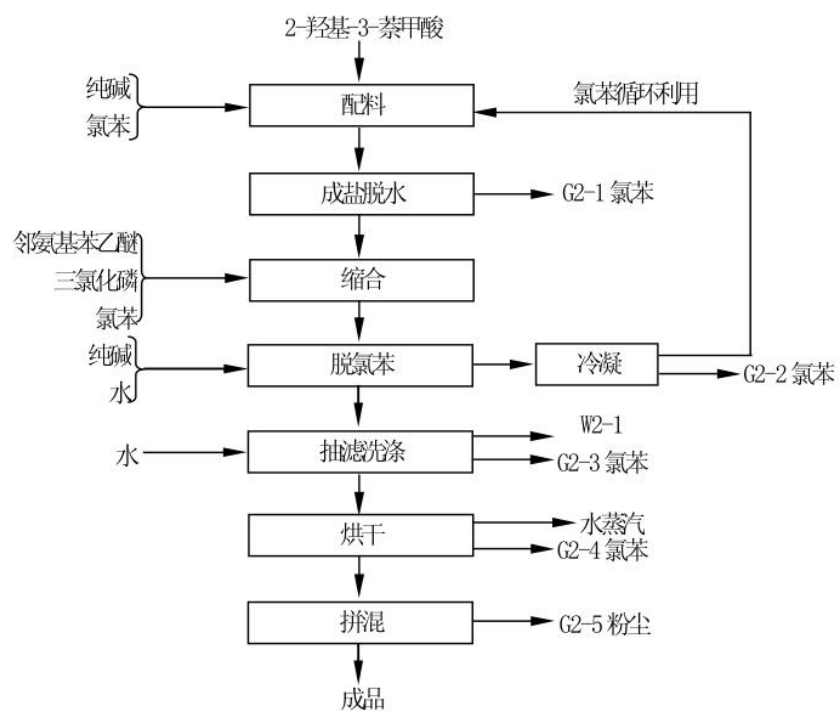 2-羟基-3-萘甲酸
纯碱
氯苯
配料
氯苯循环利用
成盐脱水
G2-1 氯苯
邻氨基苯乙醚
三氯化磷
氯苯
缩合
纯碱
水
脱氯苯
冷凝
G2-2 氯苯
水
抽滤洗涤
W2-1
G2-3 氯苯
烘干
水蒸汽
G2-4 氯苯
拼混
G2-5 粉尘
成品